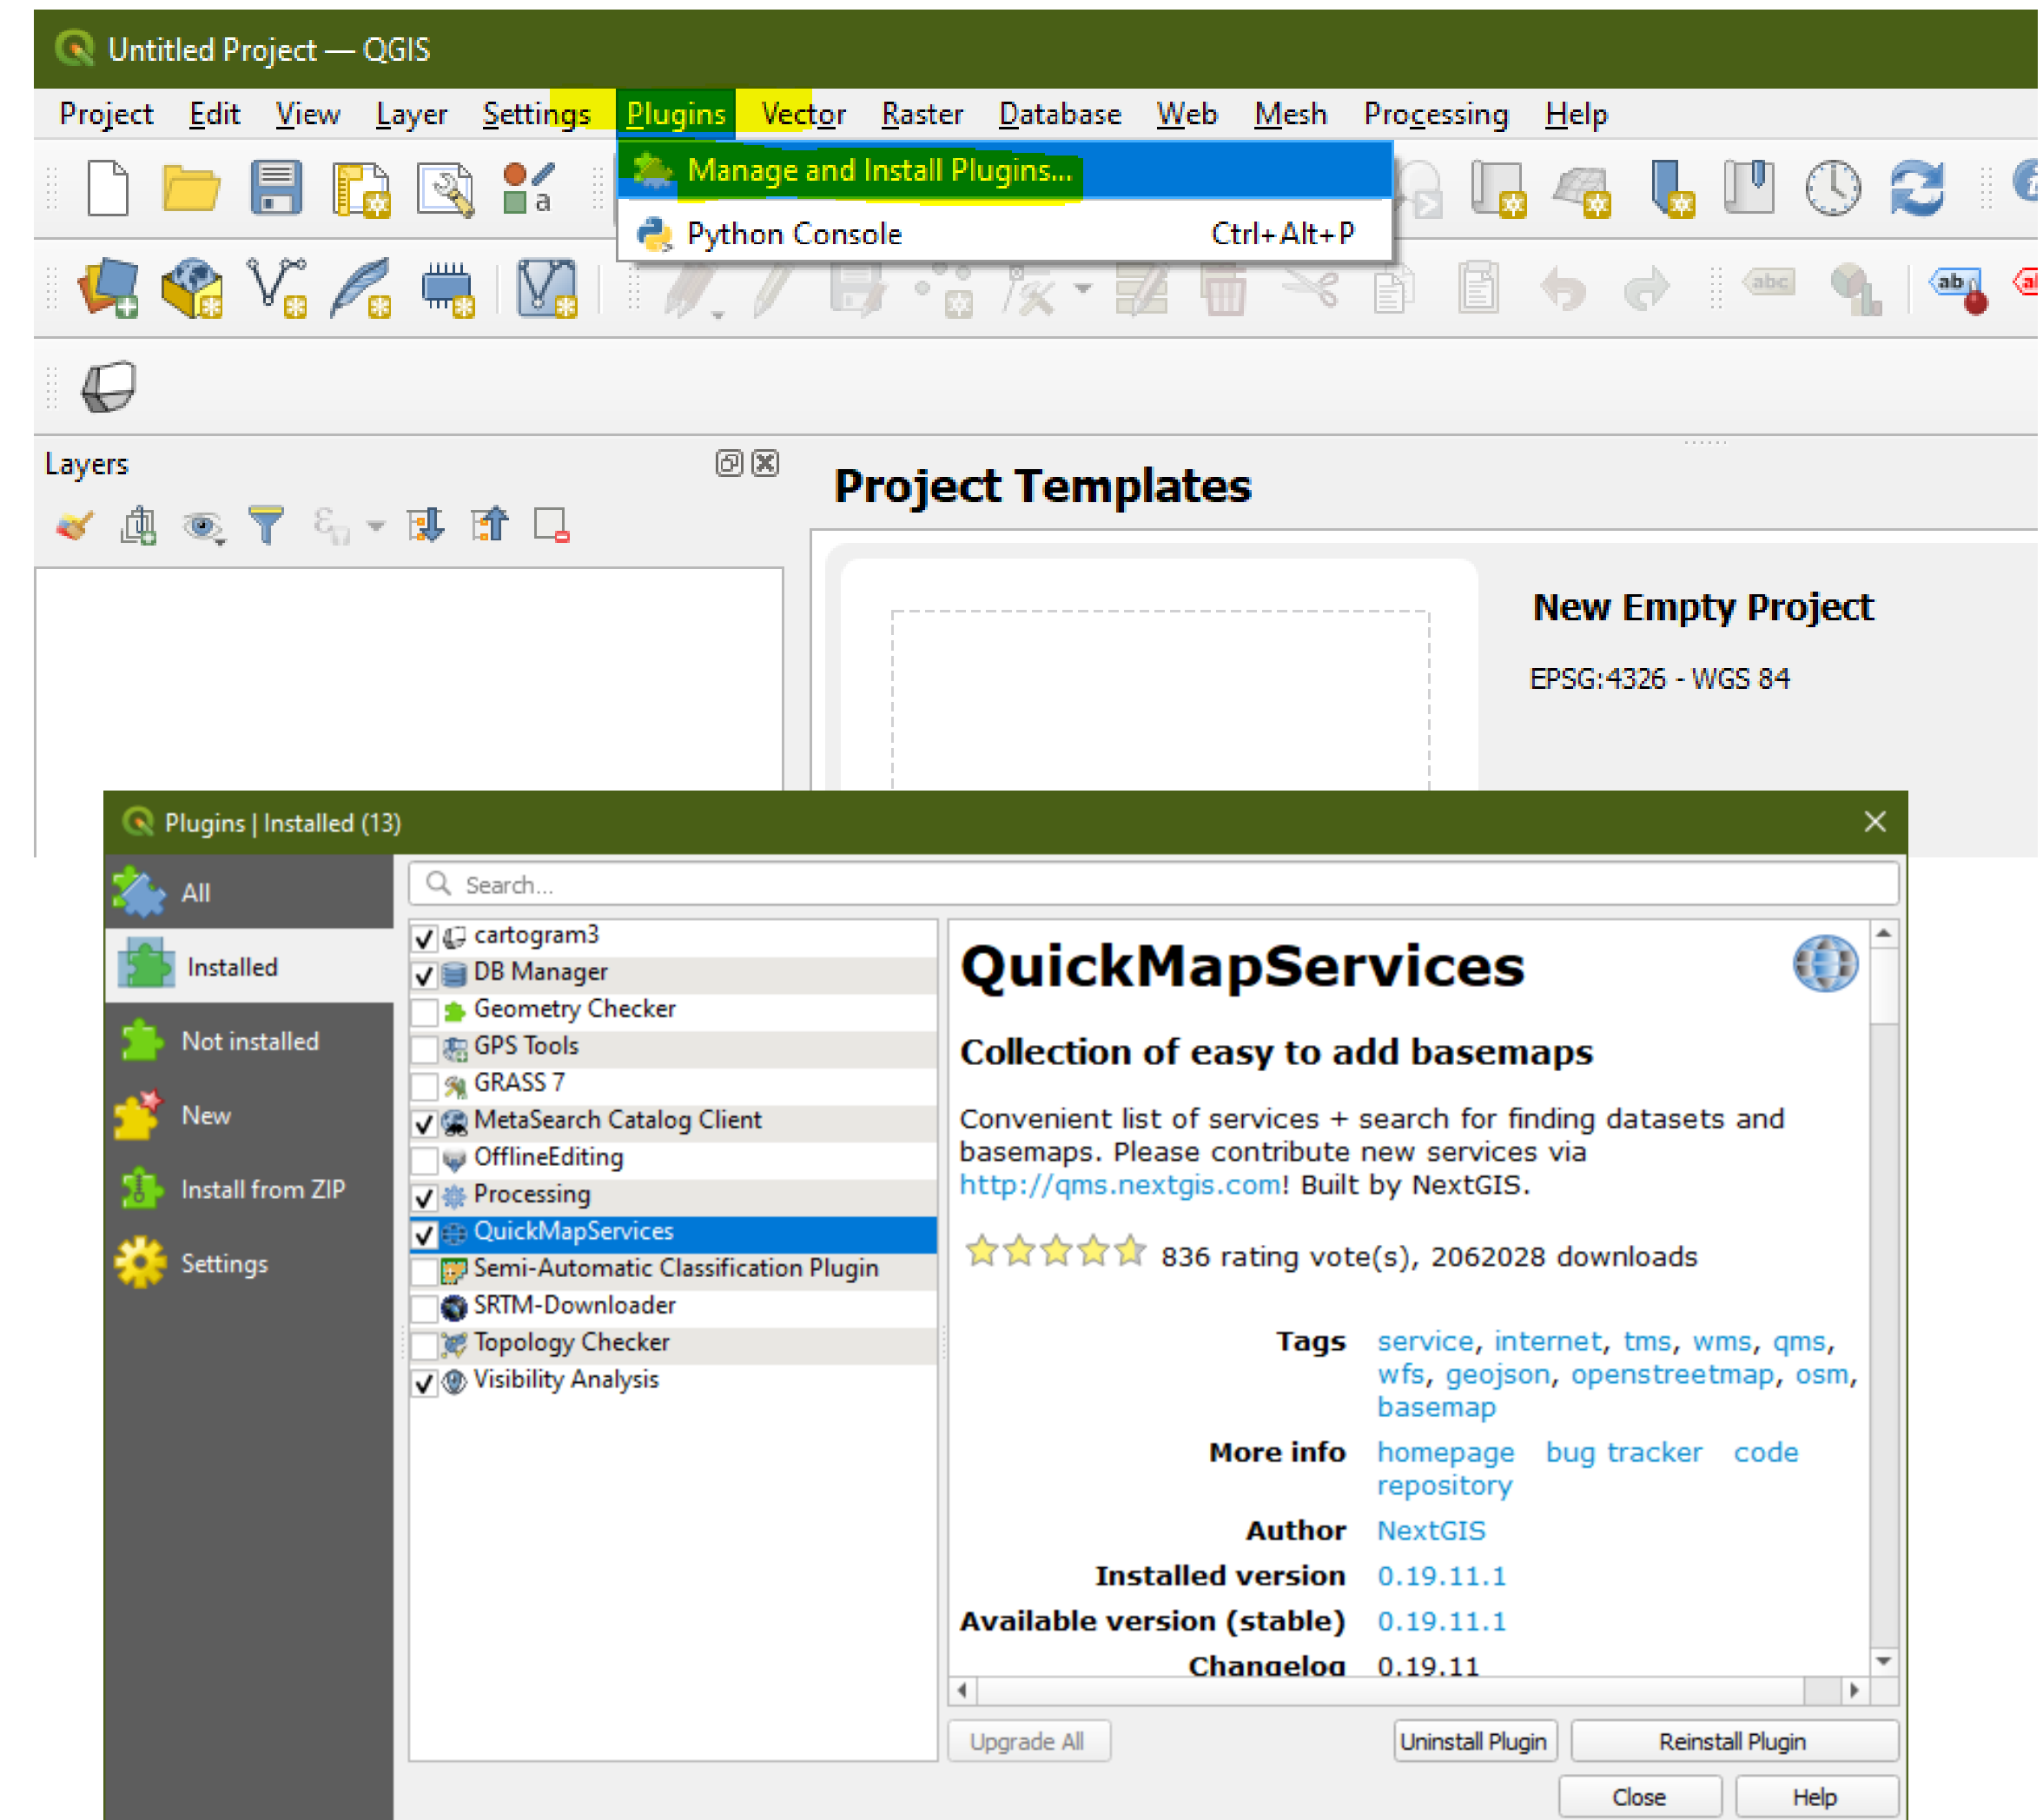 Untitled Project — QGIS
Project Edit View Layer Settings Plugins Vector Raster Database Web Mesh Processing Help
Manage and Install Plugins...
Python Console Ctrl+Alt+P
a
abc
ab
Layers
Project Templates
New Empty Project
EPSG:4326 - WGS 84
Plugins | Installed (13)
All
Installed
Not installed
New
Install from ZIP
Settings
Search...
cartogram3
DB Manager
Geometry Checker
GPS Tools
GRASS 7
MetaSearch Catalog Client
OfflineEditing
Processing
QuickMapServices
Semi-Automatic Classification Plugin
SRTM-Downloader
Topology Checker
Visibility Analysis
QuickMapServices
Collection of easy to add basemaps
Convenient list of services + search for finding datasets and
basemaps. Please contribute new services via
http://qms.nextgis.com! Built by NextGIS.
836 rating vote(s), 2062028 downloads
Tags service, internet, tms, wms, qms,
wfs, geojson, openstreetmap, osm,
basemap
More info homepage bug tracker code
repository
Author NextGIS
Installed version 0.19.11.1
Available version (stable) 0.19.11.1
Changelog 0.19.11
Upgrade All
Uninstall Plugin
Reinstall Plugin
Close
Help